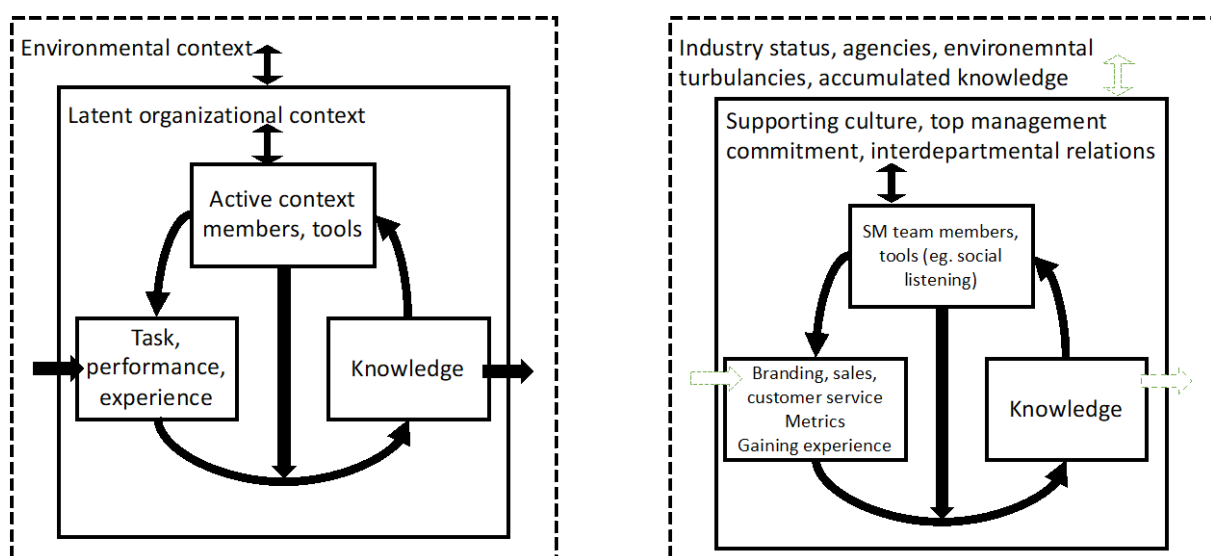 Environmental context
Latent organizational context
Active context
members, tools
Task,
performance,
experience
Knowledge
Industry status, agencies, environemntal
turbulancies, accumulated knowledge
Supporting culture, top management
commitment, interdepartmental relations
SM team members,
tools (eg. social
listening)
Branding, sales,
customer service
Metrics
Gaining experience
Knowledge